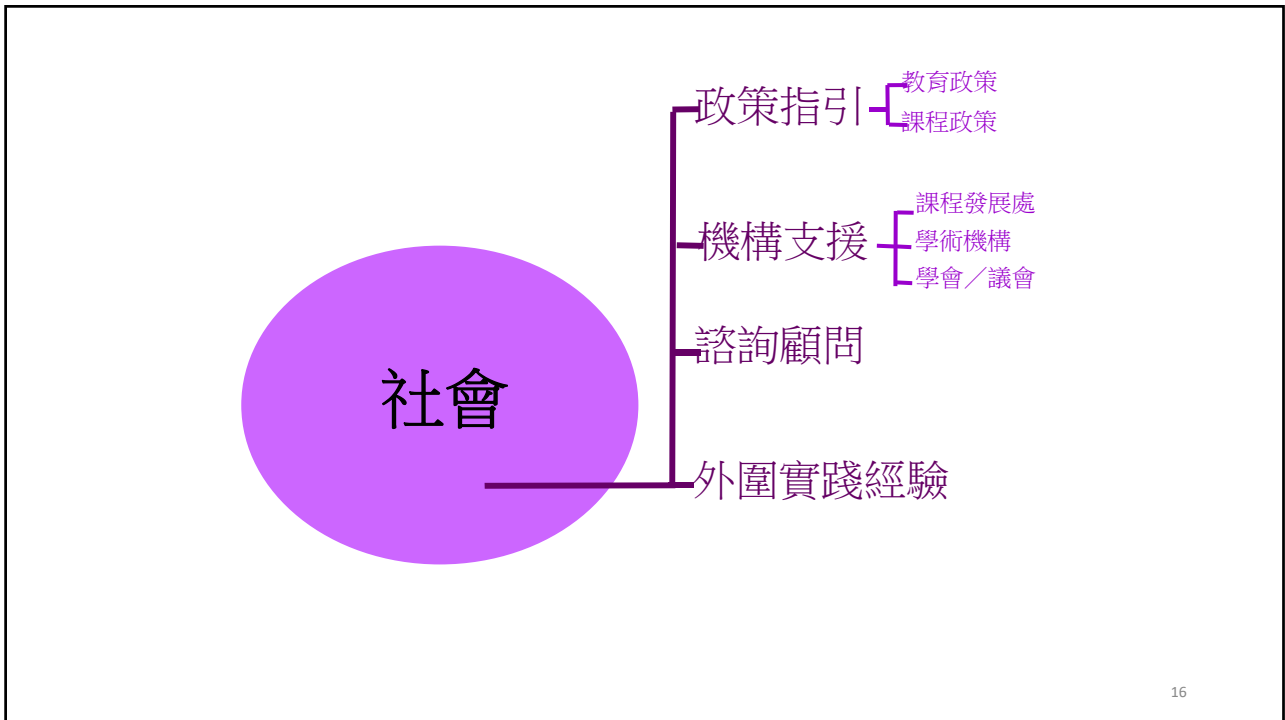 政策指引
教育政策
課程政策
機構支援
課程發展處
學術機構
學會／議會
諮詢顧問
社會
外圍實踐經驗
16